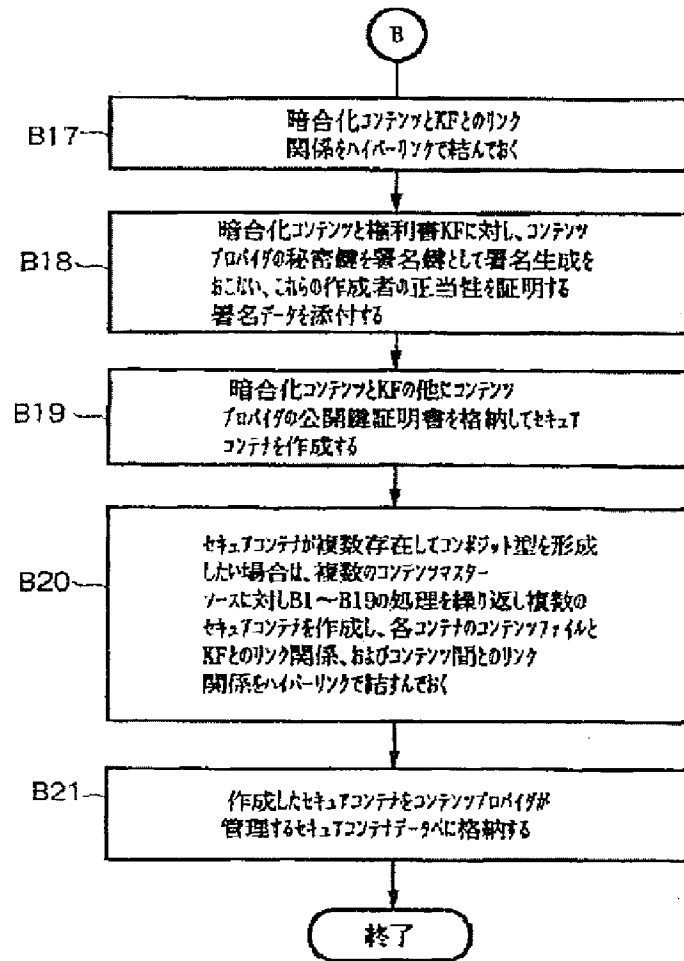 B
B17
暗合化コンテンツとKFとのリンク
関係をハイパーリンクで結んでおく
B18
暗合化コンテンツと権利書KFに対し、コンテンツ
プロバイダの秘密鍵を署名鍵として署名生成を
おこない、これらの作成者の正当性を証明する
署名データを添付する
B19
暗合化コンテンツとKFの他にコンテンツ
プロバイダの公開鍵証明書を格納してセキュア
コンテナを作成する
B20
セキュアコンテナが複数存在してコンポジット型を形成
したい場合は、複数のコンテンツマスター
ソースに対しB1～B19の処理を繰り返し複数の
セキュアコンテナを作成し、各コンテナのコンテンツファイルと
KFとのリンク関係、およびコンテンツ間とのリンク
関係をハイパーリンクで結すんでおく
B21
作成したセキュアコンテナをコンテンツプロバイダが
管理するセキュアコンテナデータベに格納する
終了